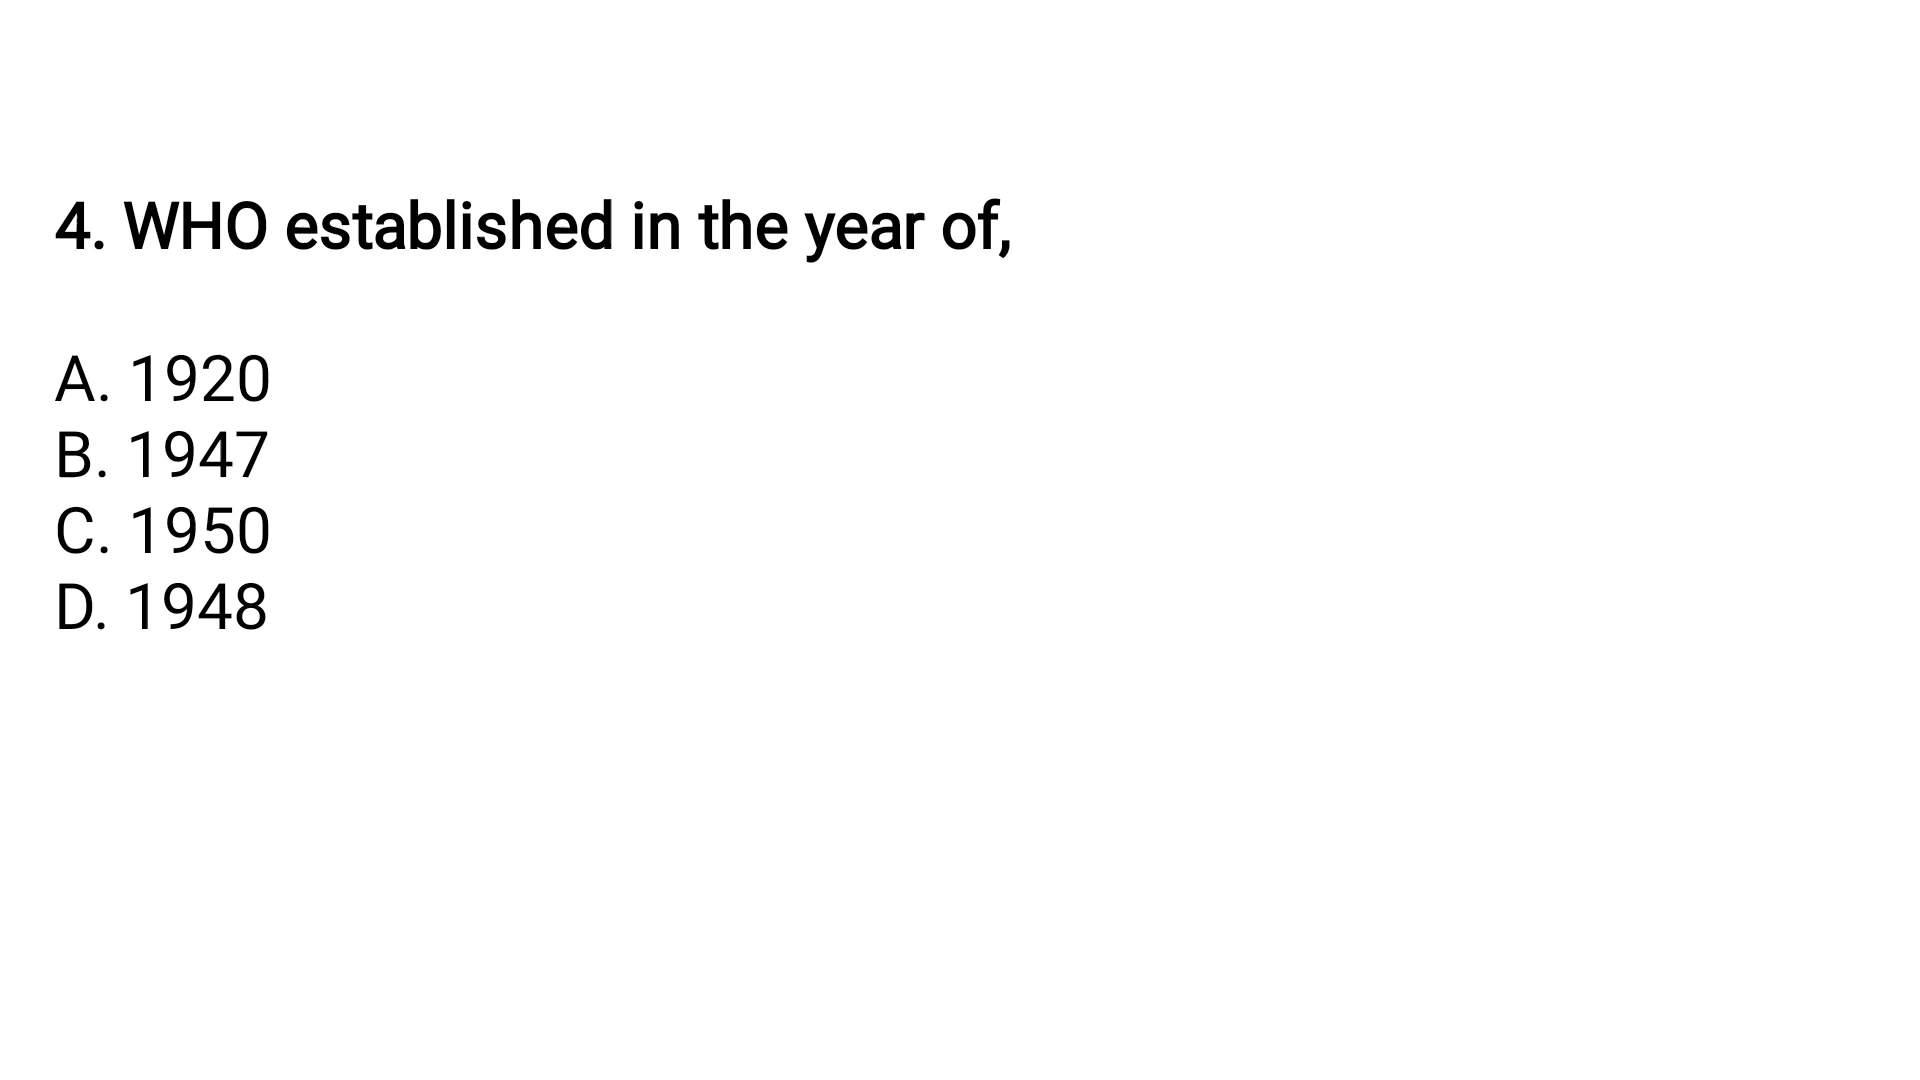 4. WHO established in the year of,
A. 1920
B. 1947
C. 1950
D. 1948